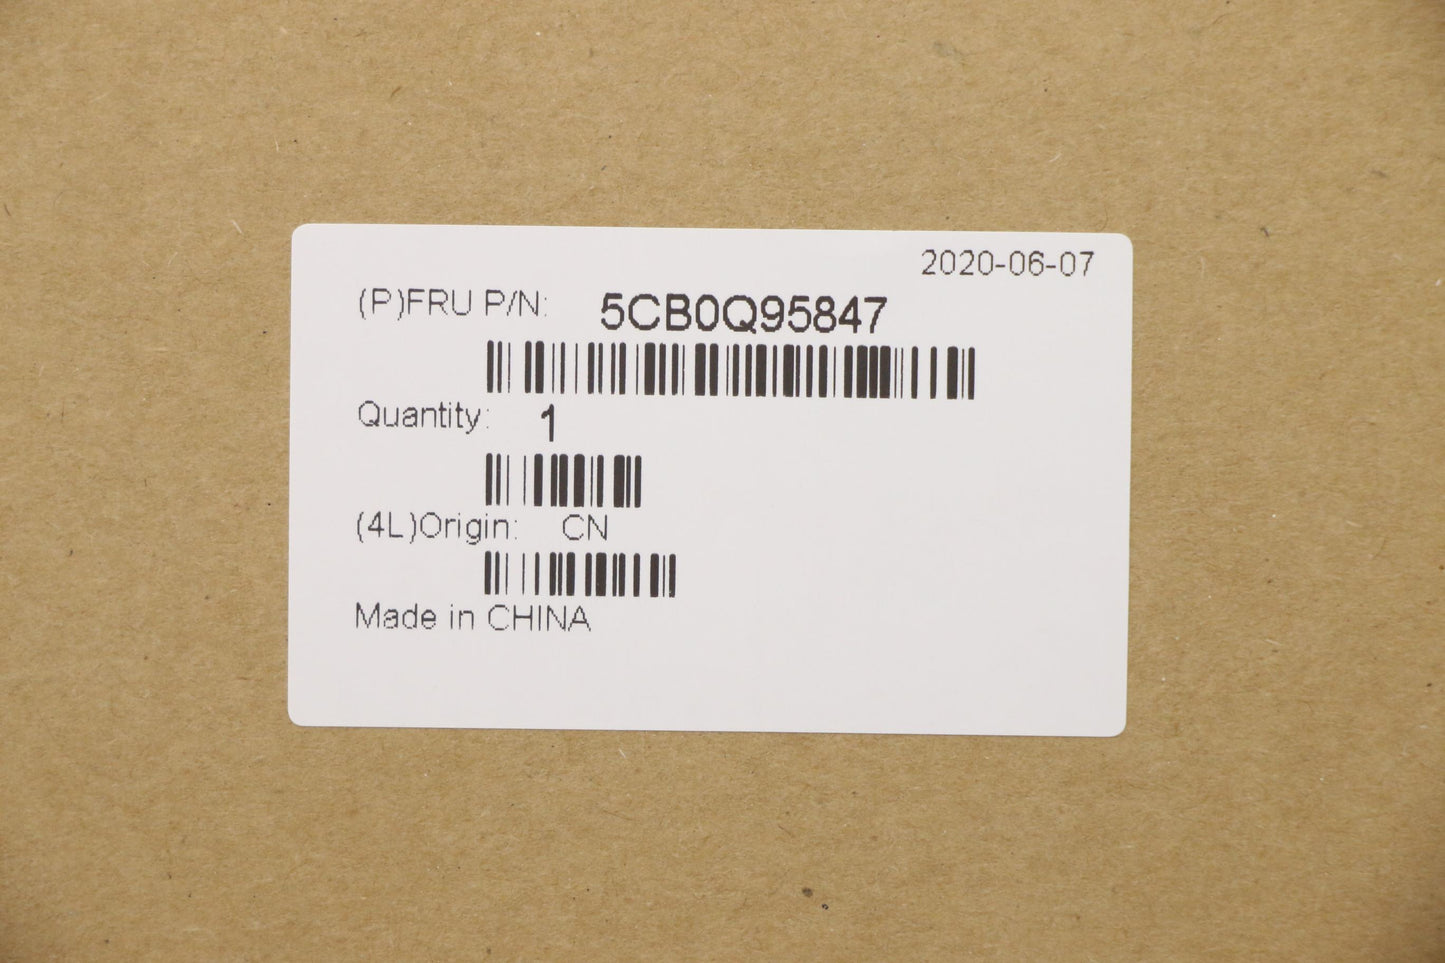 2020-06-07
(P)FRU P/N: 5CB0Q95847
Quantity: 1
(4L)Origin: CN
Made in CHINA